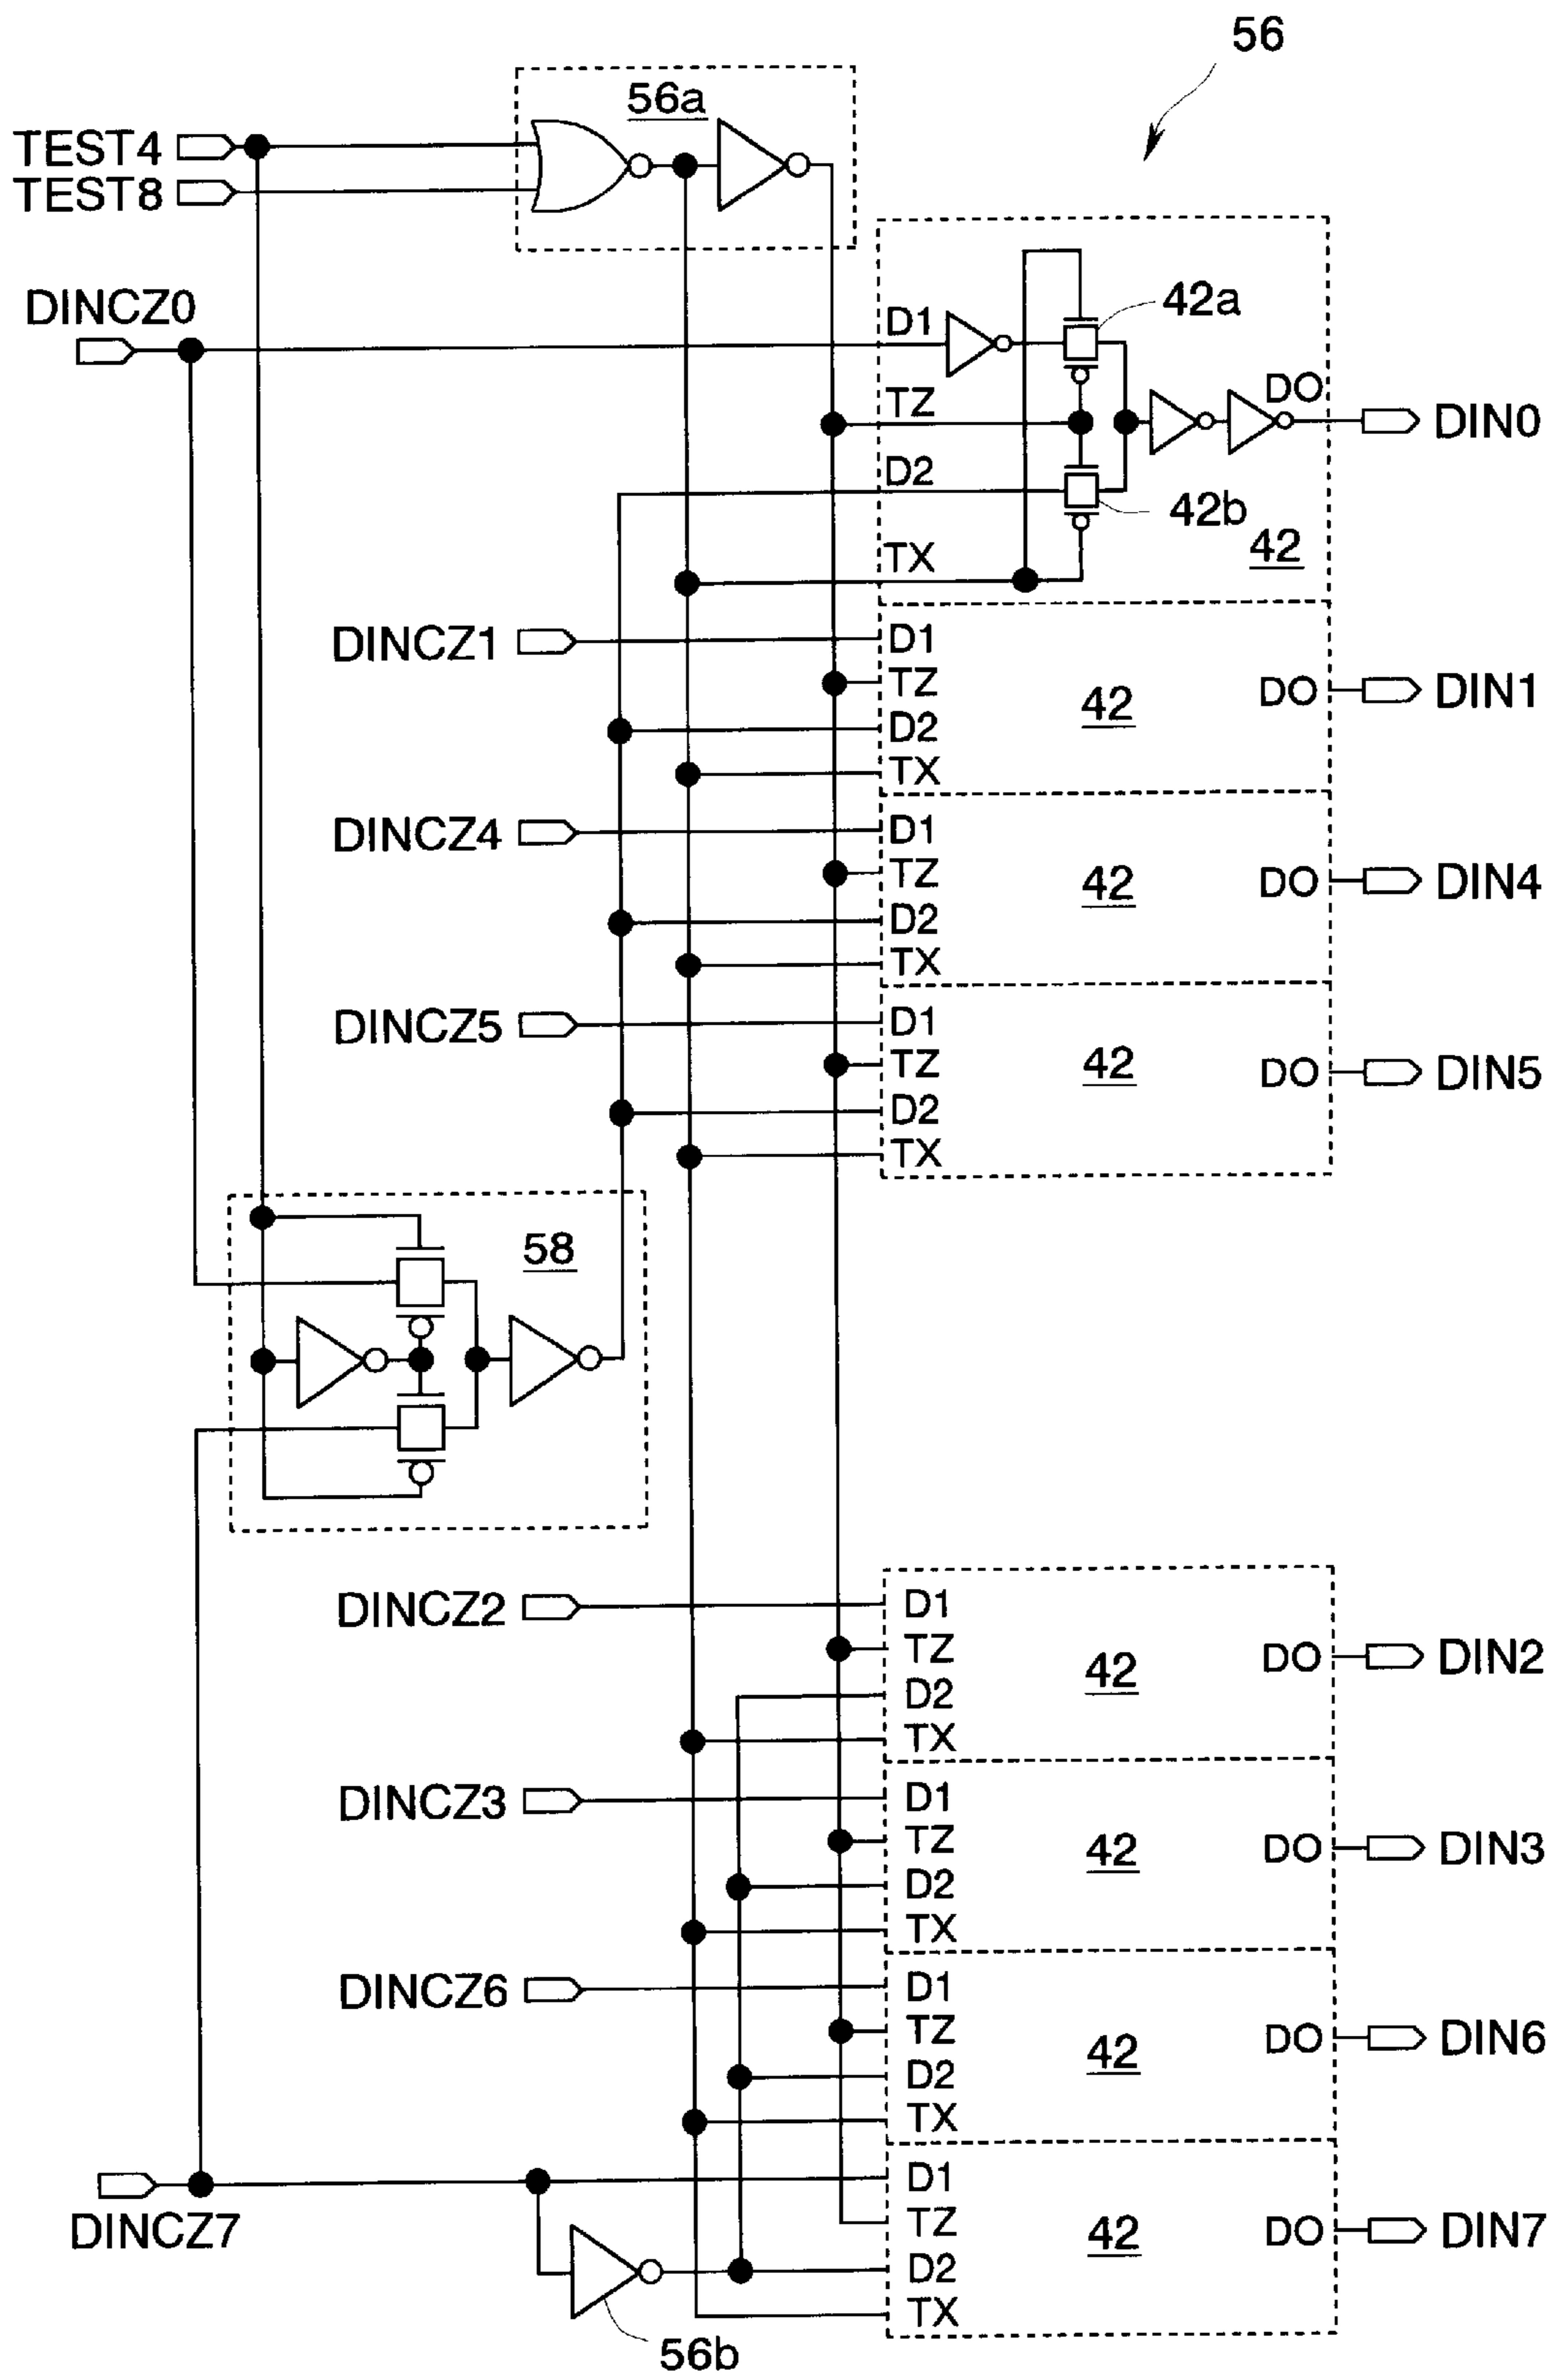 56
56a
TEST4
TEST8
DINCZ0
D1
42a
TZ
DO
DIN0
D2
42b
42
TX
DINCZ1
D1
TZ
42
DO
DIN1
D2
TX
DINCZ4
D1
TZ
42
DO
DIN4
D2
TX
DINCZ5
D1
TZ
42
DO
DIN5
D2
TX
58
DINCZ2
D1
TZ
42
DO
DIN2
D2
TX
DINCZ3
D1
TZ
42
DO
DIN3
D2
TX
DINCZ6
D1
TZ
42
DO
DIN6
D2
TX
DINCZ7
D1
TZ
42
DO
DIN7
D2
TX
56b